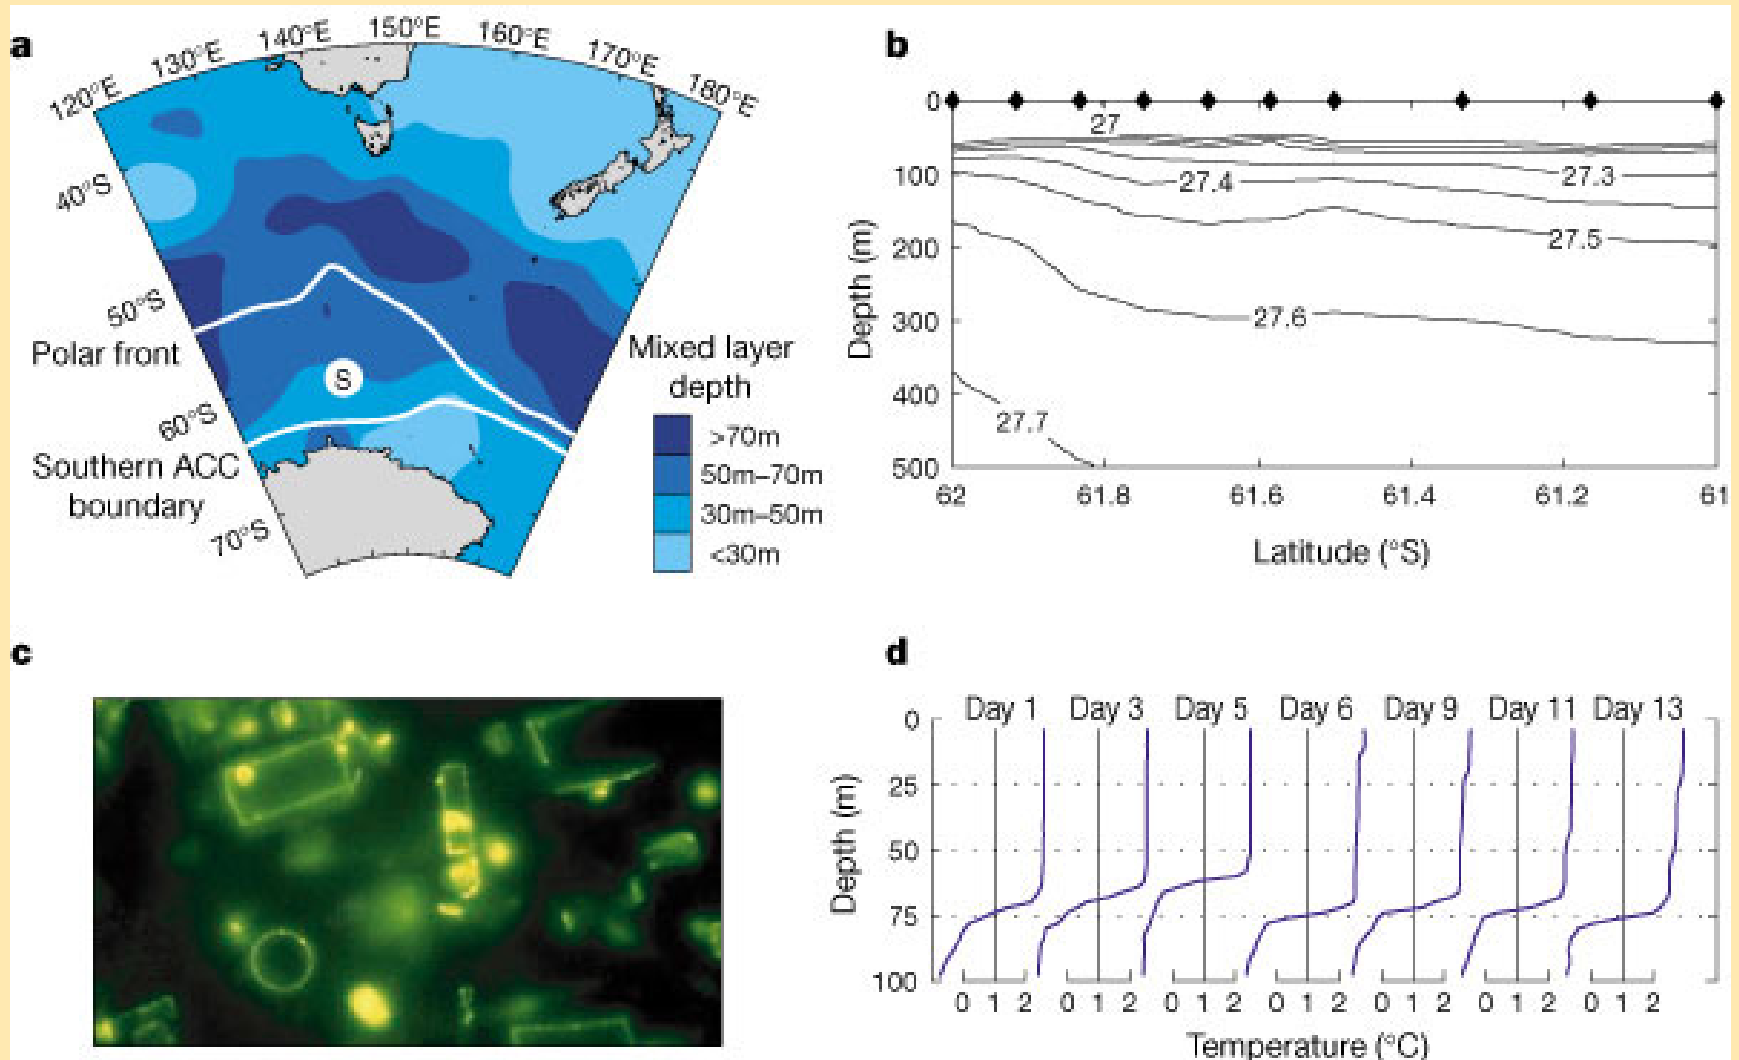 a
120°E
130°E
140°E
150°E
160°E
170°E
180°E
40°S
50°S
Polar front
60°S
Southern ACC
boundary
70°S
S
Mixed layer
depth
>70m
50m–70m
30m–50m
<30m
b
0
100
200
300
400
500
Depth (m)
27
27.3
27.4
27.5
27.6
27.7
62 61.8 61.6 61.4 61.2 61
Latitude (°S)
c
d
Day 1 Day 3 Day 5 Day 6 Day 9 Day 11 Day 13
0
25
50
75
100
Depth (m)
0 1 2 0 1 2 0 1 2 0 1 2 0 1 2 0 1 2 0 1 2
Temperature (°C)